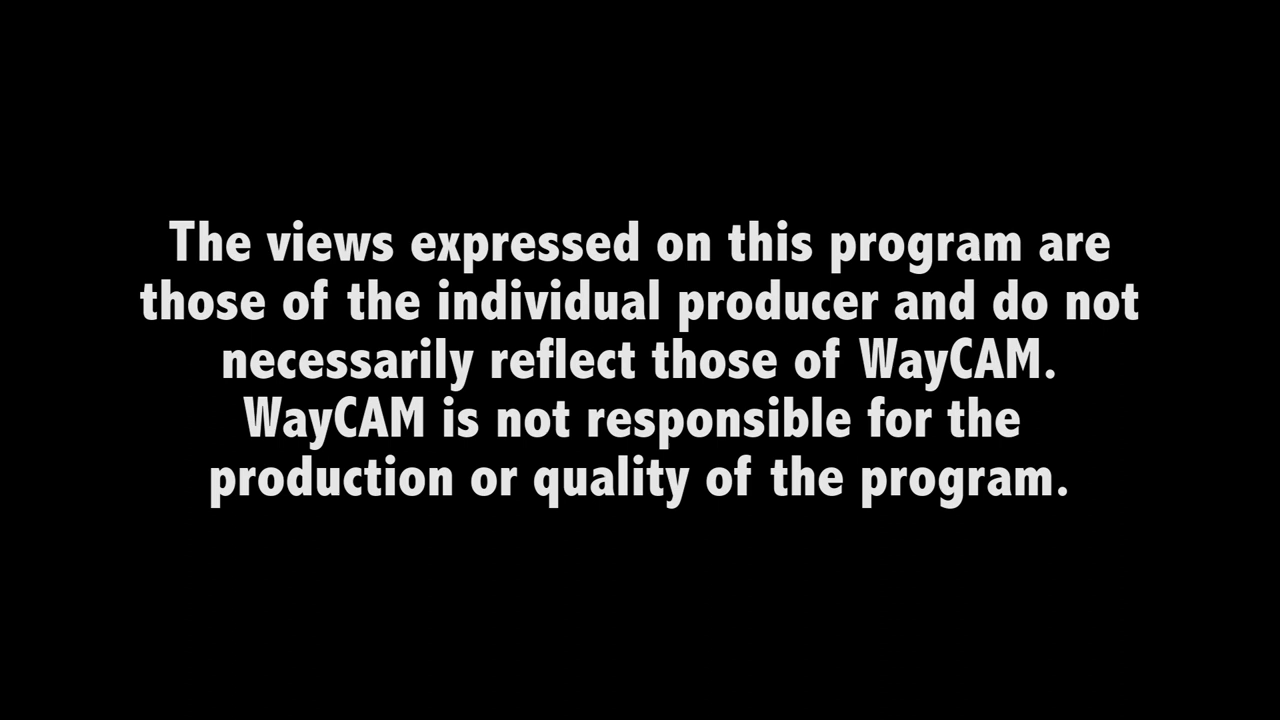 The views expressed on this program are
those of the individual producer and do not
necessarily reflect those of WayCAM.
WayCAM is not responsible for the
production or quality of the program.